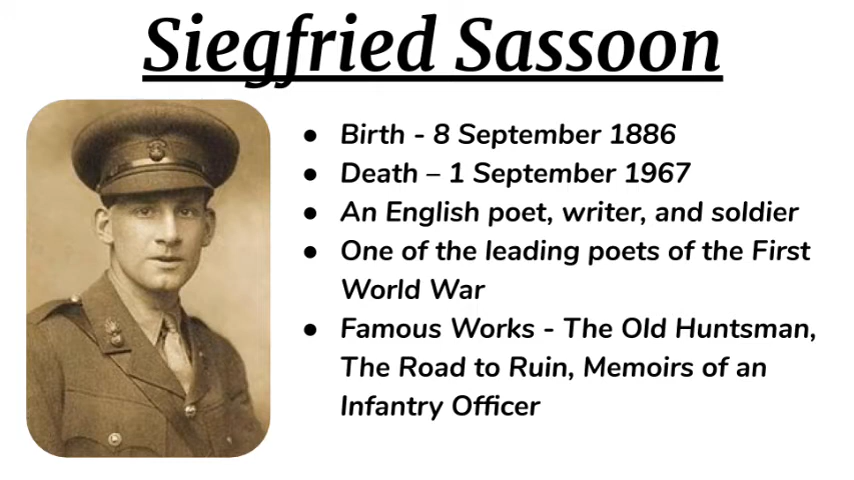 Siegfried Sassoon
● Birth - 8 September 1886
● Death – 1 September 1967
● An English poet, writer, and soldier
● One of the leading poets of the First
World War
● Famous Works - The Old Huntsman,
The Road to Ruin, Memoirs of an
Infantry Officer